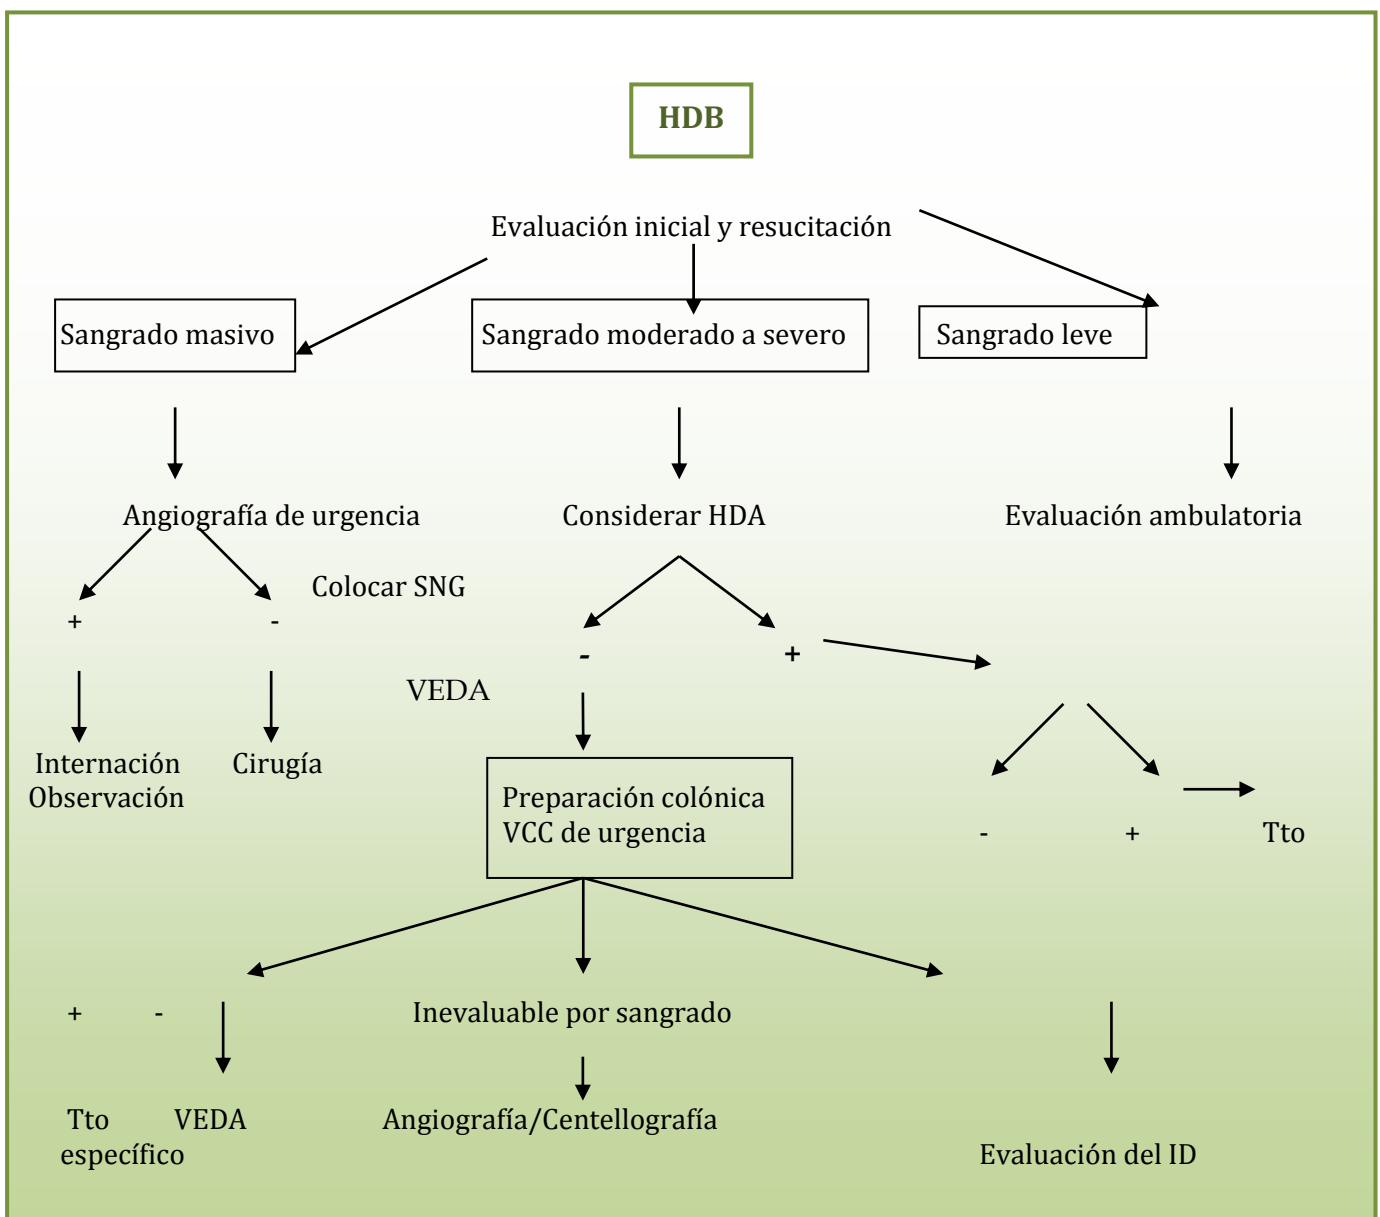 HDB
Evaluación inicial y resucitación
Sangrado masivo
Sangrado moderado a severo
Sangrado leve
Angiografía de urgencia
Considerar HDA
Evaluación ambulatoria
Colocar SNG
+
-
-
+
VEDA
Internación
Observación
Cirugía
Preparación colónica
VCC de urgencia
-
+
Tto
+
-
Inevaluable por sangrado
Tto
específico
VEDA
Angiografía/Centellografía
Evaluación del ID